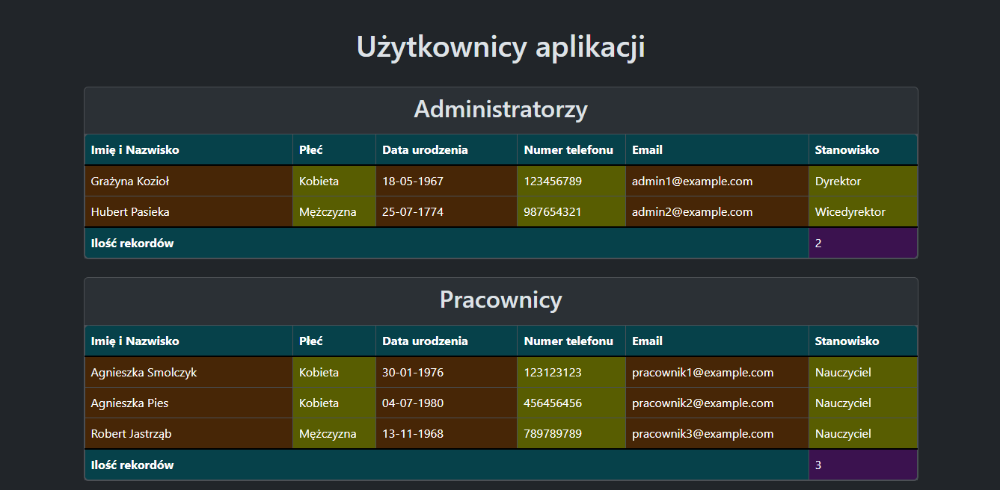 Użytkownicy aplikacji
Administratorzy
Imię i Nazwisko Płeć Data urodzenia Numer telefonu Email Stanowisko
Grażyna Kozioł Kobieta 18-05-1967 123456789 admin1@example.com Dyrektor
Hubert Pasieka Mężczyzna 25-07-1774 987654321 admin2@example.com Wicedyrektor
Ilość rekordów 2
Pracownicy
Imię i Nazwisko Płeć Data urodzenia Numer telefonu Email Stanowisko
Agnieszka Smolczyk Kobieta 30-01-1976 123123123 pracownik1@example.com Nauczyciel
Agnieszka Pies Kobieta 04-07-1980 456456456 pracownik2@example.com Nauczyciel
Robert Jastrząb Mężczyzna 13-11-1968 789789789 pracownik3@example.com Nauczyciel
Ilość rekordów 3